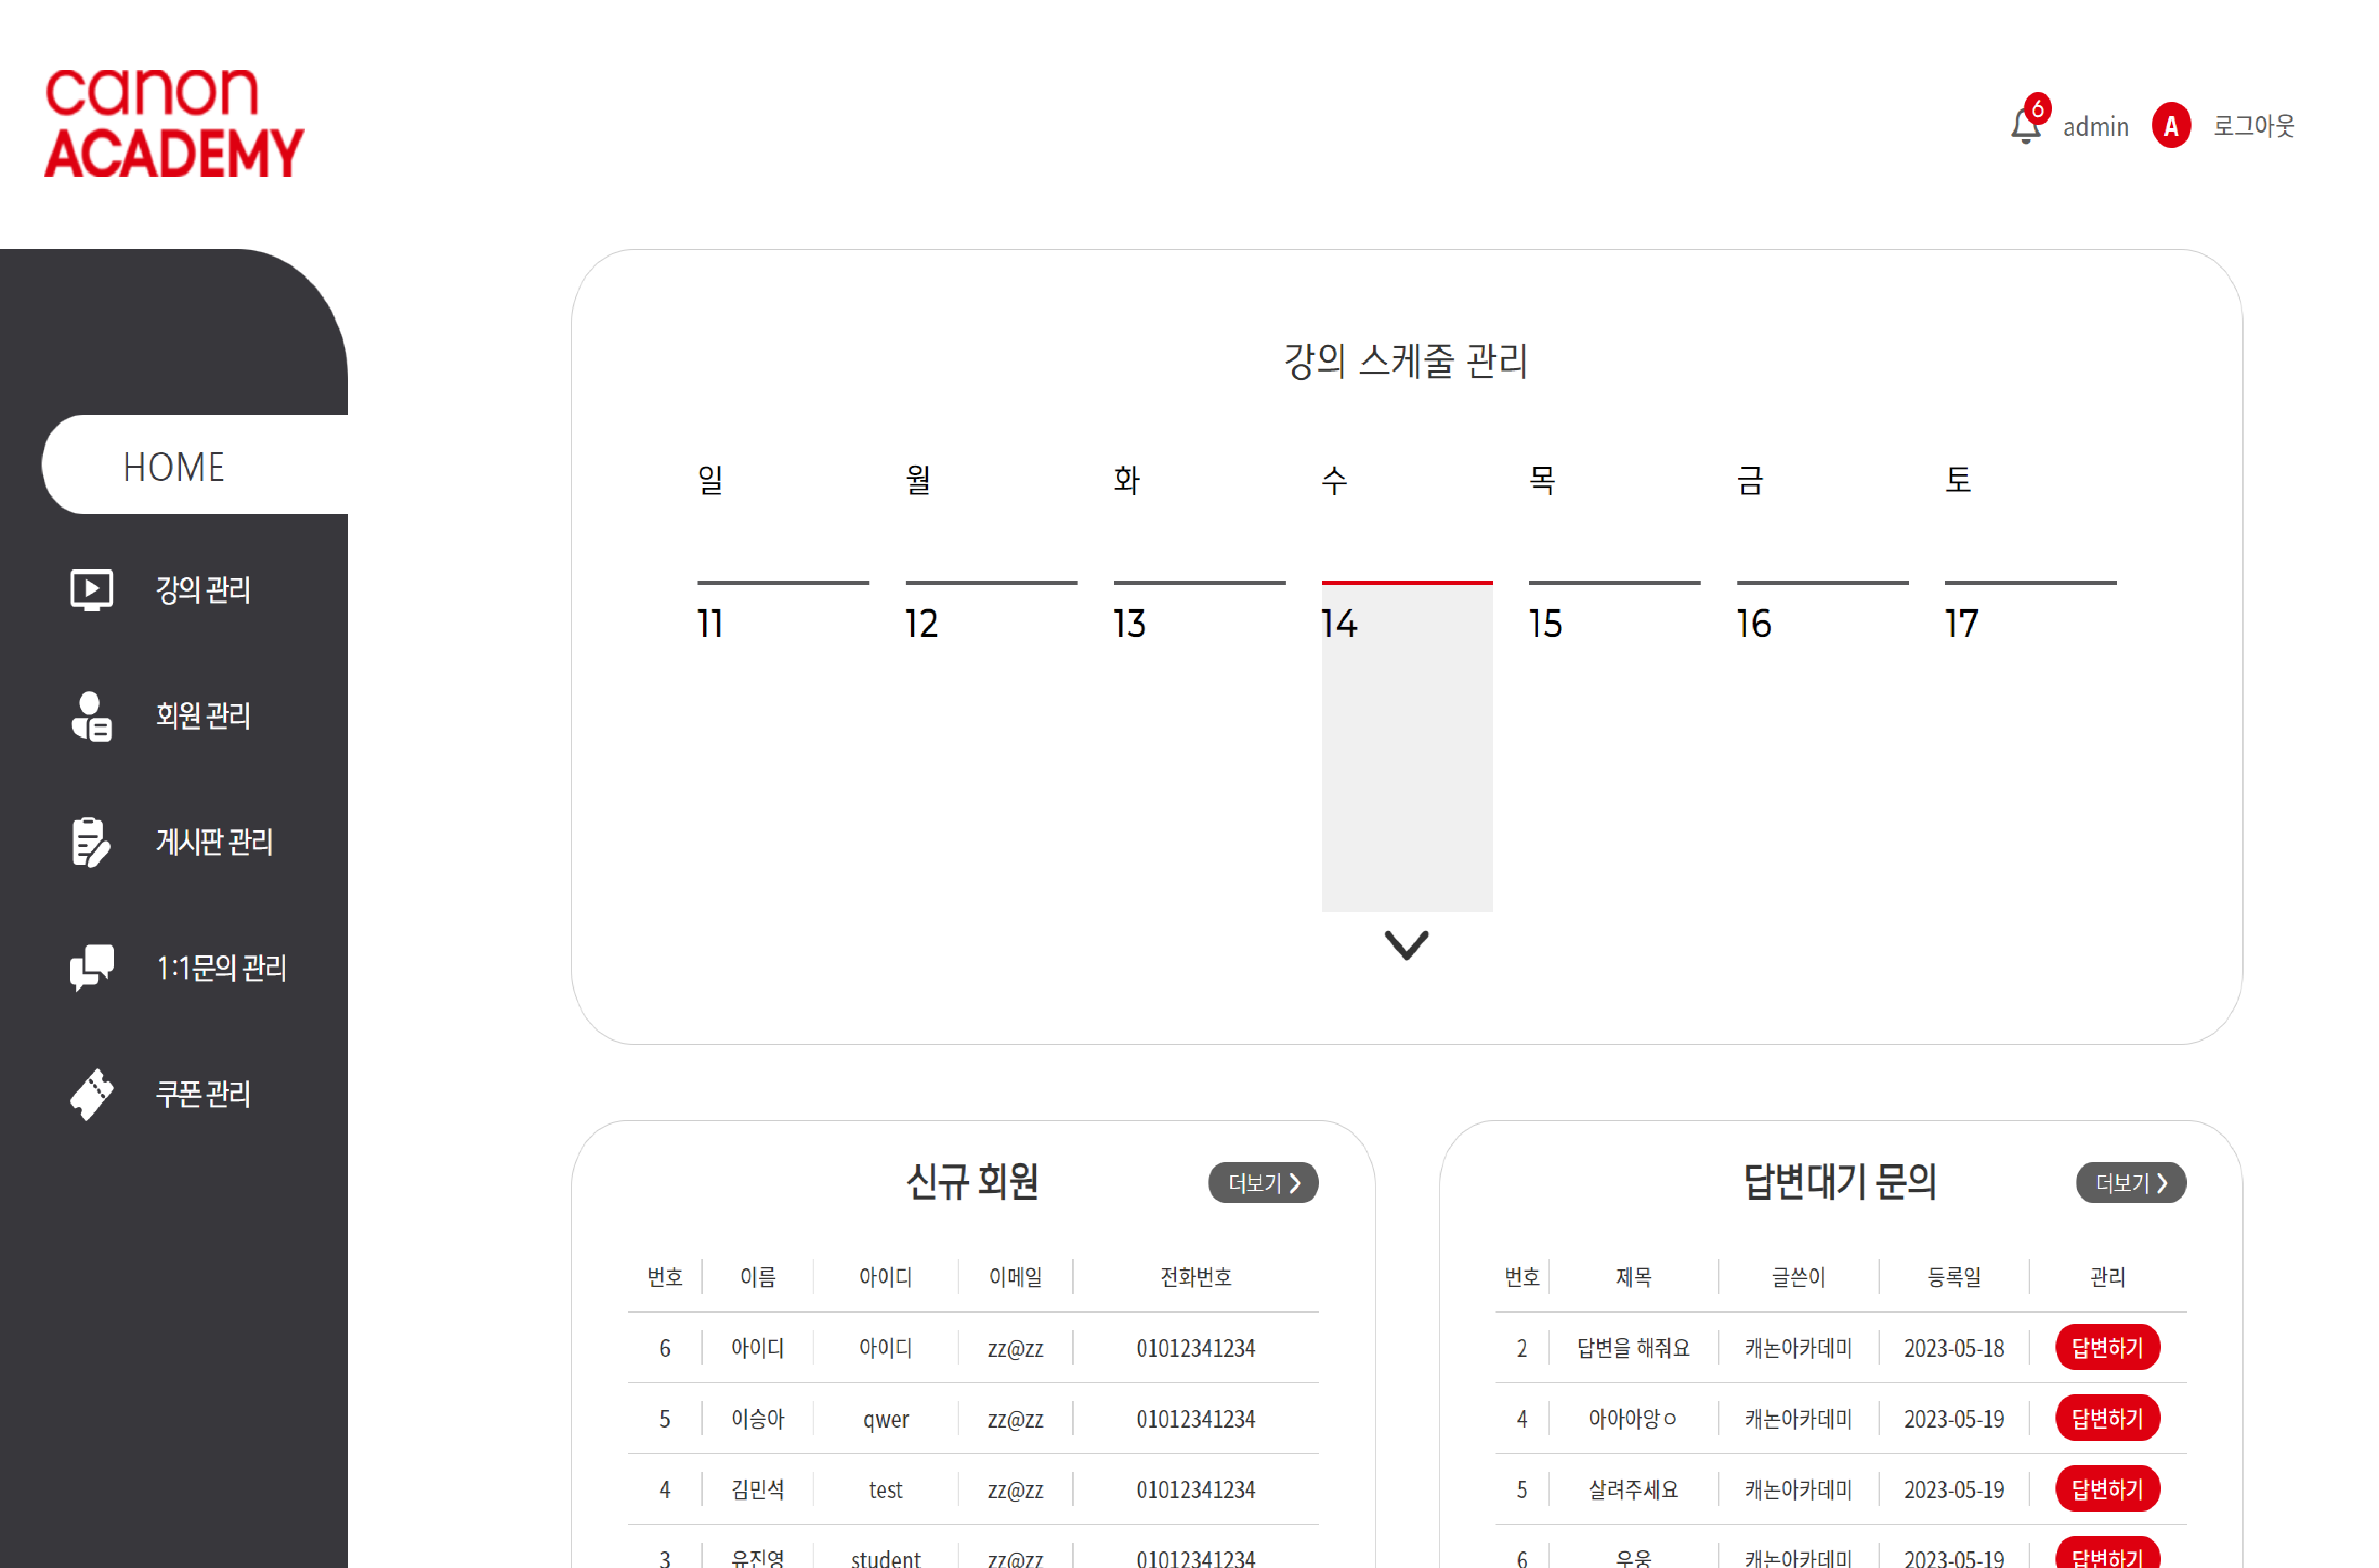 canon
ACADEMY
6 admin A 로그아웃
강의 스케줄 관리
일 월 화 수 목 금 토
11 12 13 14 15 16 17
HOME
강의 관리
회원 관리
게시판 관리
1:1문의 관리
쿠폰 관리
신규 회원 더보기
번호 이름 아이디 이메일 전화번호
6 아이디 아이디 zz@zz 01012341234
5 이승아 qwer zz@zz 01012341234
4 김민석 test zz@zz 01012341234
3 유진영 student zz@zz 01012341234
답변대기 문의 더보기
번호 제목 글쓴이 등록일 관리
2 답변을 해줘요 캐논아카데미 2023-05-18 답변하기
4 아아아앙ㅇ 캐논아카데미 2023-05-19 답변하기
5 살려주세요 캐논아카데미 2023-05-19 답변하기
6 우웅 캐논아카데미 2023-05-19 답변하기